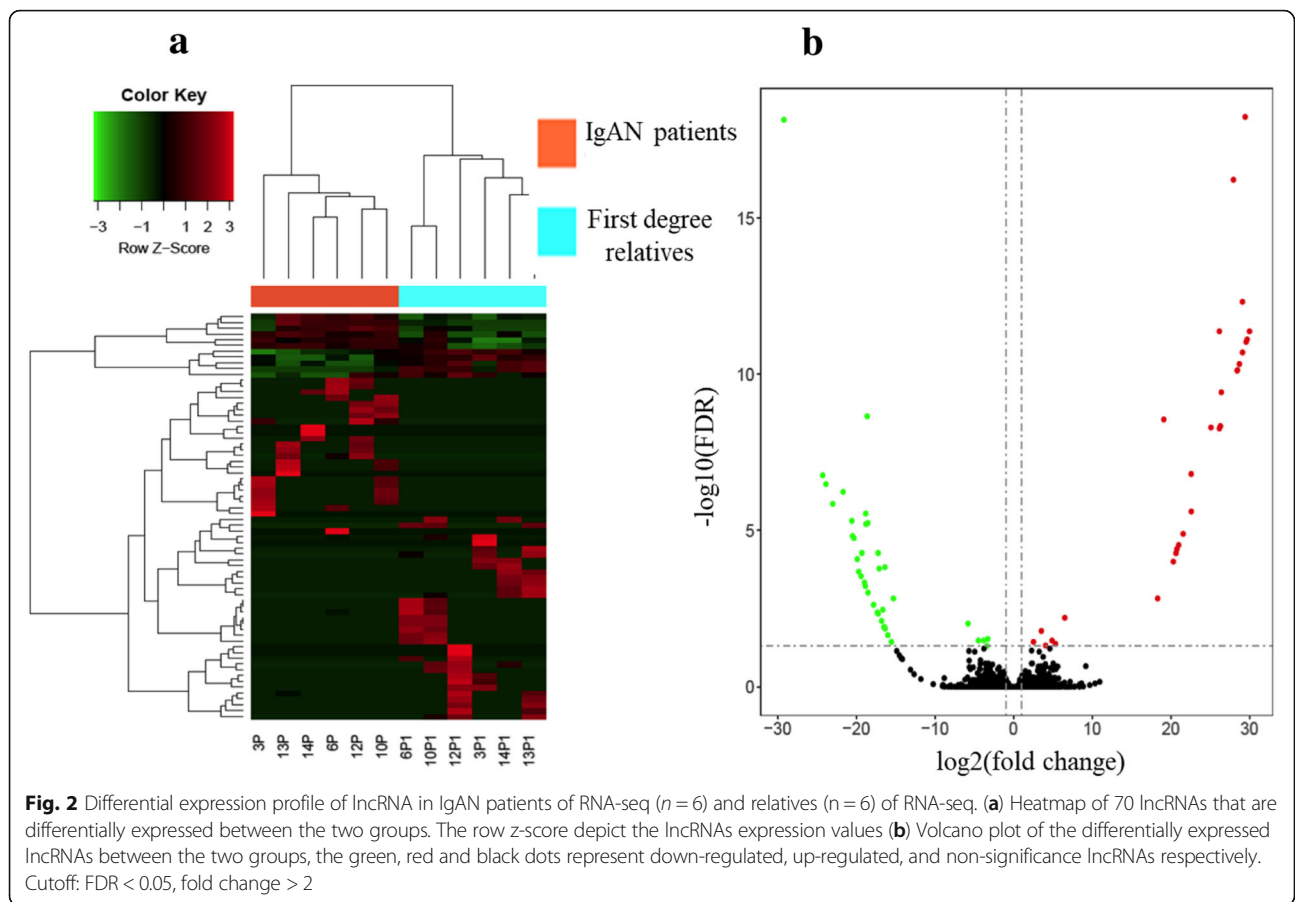 a
b
Color Key
−3 −1 1 2 3
Row Z−Score
IgAN patients
First degree
relatives
3P 13P 14P 6P 12P 10P 6P1 10P1 12P1 3P1 14P1 13P1
-log10(FDR)
15
10
5
0
−30 −20 −10 0 10 20 30
log2(fold change)
Fig. 2 Differential expression profile of lncRNA in IgAN patients of RNA-seq (n = 6) and relatives (n = 6) of RNA-seq. (a) Heatmap of 70 lncRNAs that are
differentially expressed between the two groups. The row z-score depict the lncRNAs expression values (b) Volcano plot of the differentially expressed
lncRNAs between the two groups, the green, red and black dots represent down-regulated, up-regulated, and non-significance lncRNAs respectively.
Cutoff: FDR < 0.05, fold change > 2